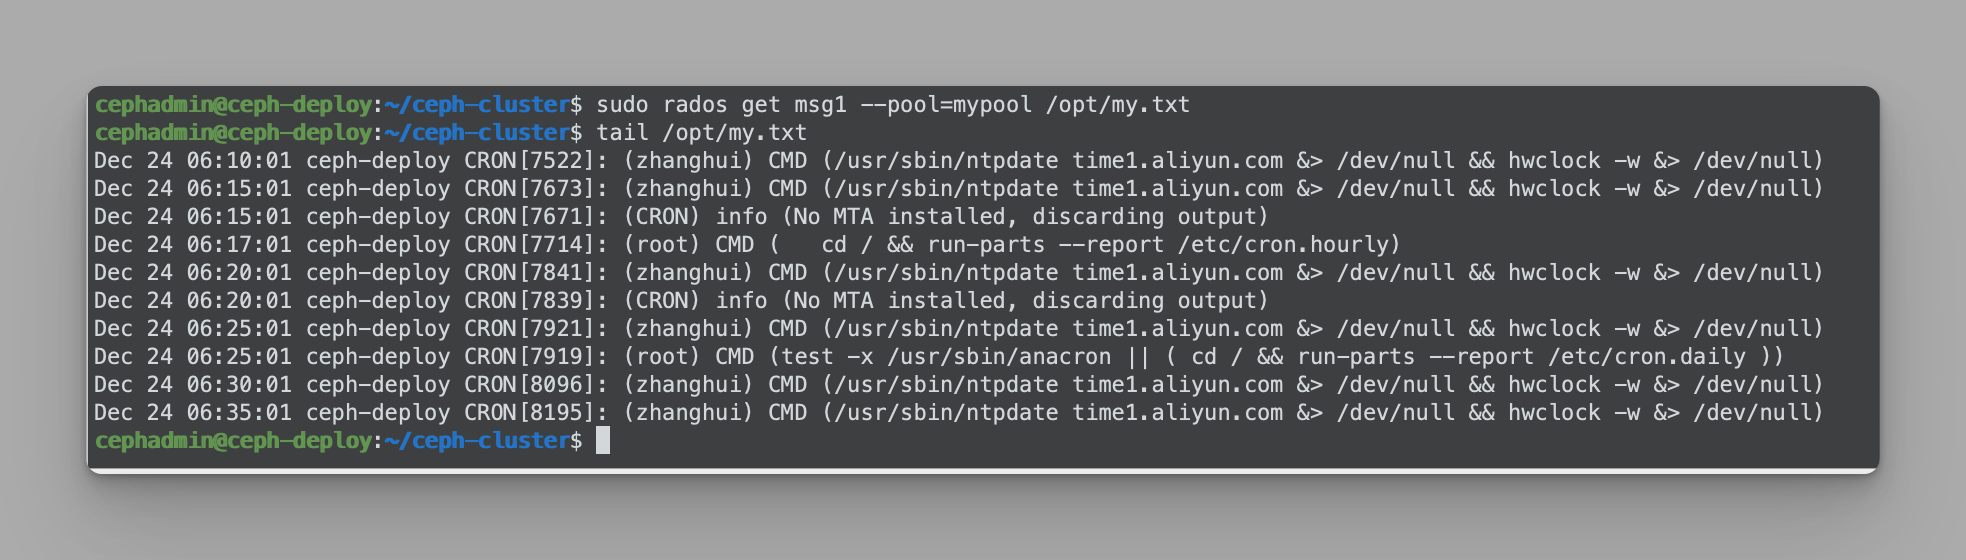 cephadmin@ceph-deploy:~/ceph-cluster$ sudo rados get msg1 --pool=mypool /opt/my.txt
cephadmin@ceph-deploy:~/ceph-cluster$ tail /opt/my.txt
Dec 24 06:10:01 ceph-deploy CRON[7522]: (zhanghui) CMD (/usr/sbin/ntpdate time1.aliyun.com &> /dev/null && hwclock -w &> /dev/null)
Dec 24 06:15:01 ceph-deploy CRON[7673]: (zhanghui) CMD (/usr/sbin/ntpdate time1.aliyun.com &> /dev/null && hwclock -w &> /dev/null)
Dec 24 06:15:01 ceph-deploy CRON[7671]: (CRON) info (No MTA installed, discarding output)
Dec 24 06:17:01 ceph-deploy CRON[7714]: (root) CMD (   cd / && run-parts --report /etc/cron.hourly)
Dec 24 06:20:01 ceph-deploy CRON[7841]: (zhanghui) CMD (/usr/sbin/ntpdate time1.aliyun.com &> /dev/null && hwclock -w &> /dev/null)
Dec 24 06:20:01 ceph-deploy CRON[7839]: (CRON) info (No MTA installed, discarding output)
Dec 24 06:25:01 ceph-deploy CRON[7921]: (zhanghui) CMD (/usr/sbin/ntpdate time1.aliyun.com &> /dev/null && hwclock -w &> /dev/null)
Dec 24 06:25:01 ceph-deploy CRON[7919]: (root) CMD (test -x /usr/sbin/anacron || ( cd / && run-parts --report /etc/cron.daily ))
Dec 24 06:30:01 ceph-deploy CRON[8096]: (zhanghui) CMD (/usr/sbin/ntpdate time1.aliyun.com &> /dev/null && hwclock -w &> /dev/null)
Dec 24 06:35:01 ceph-deploy CRON[8195]: (zhanghui) CMD (/usr/sbin/ntpdate time1.aliyun.com &> /dev/null && hwclock -w &> /dev/null)
cephadmin@ceph-deploy:~/ceph-cluster$